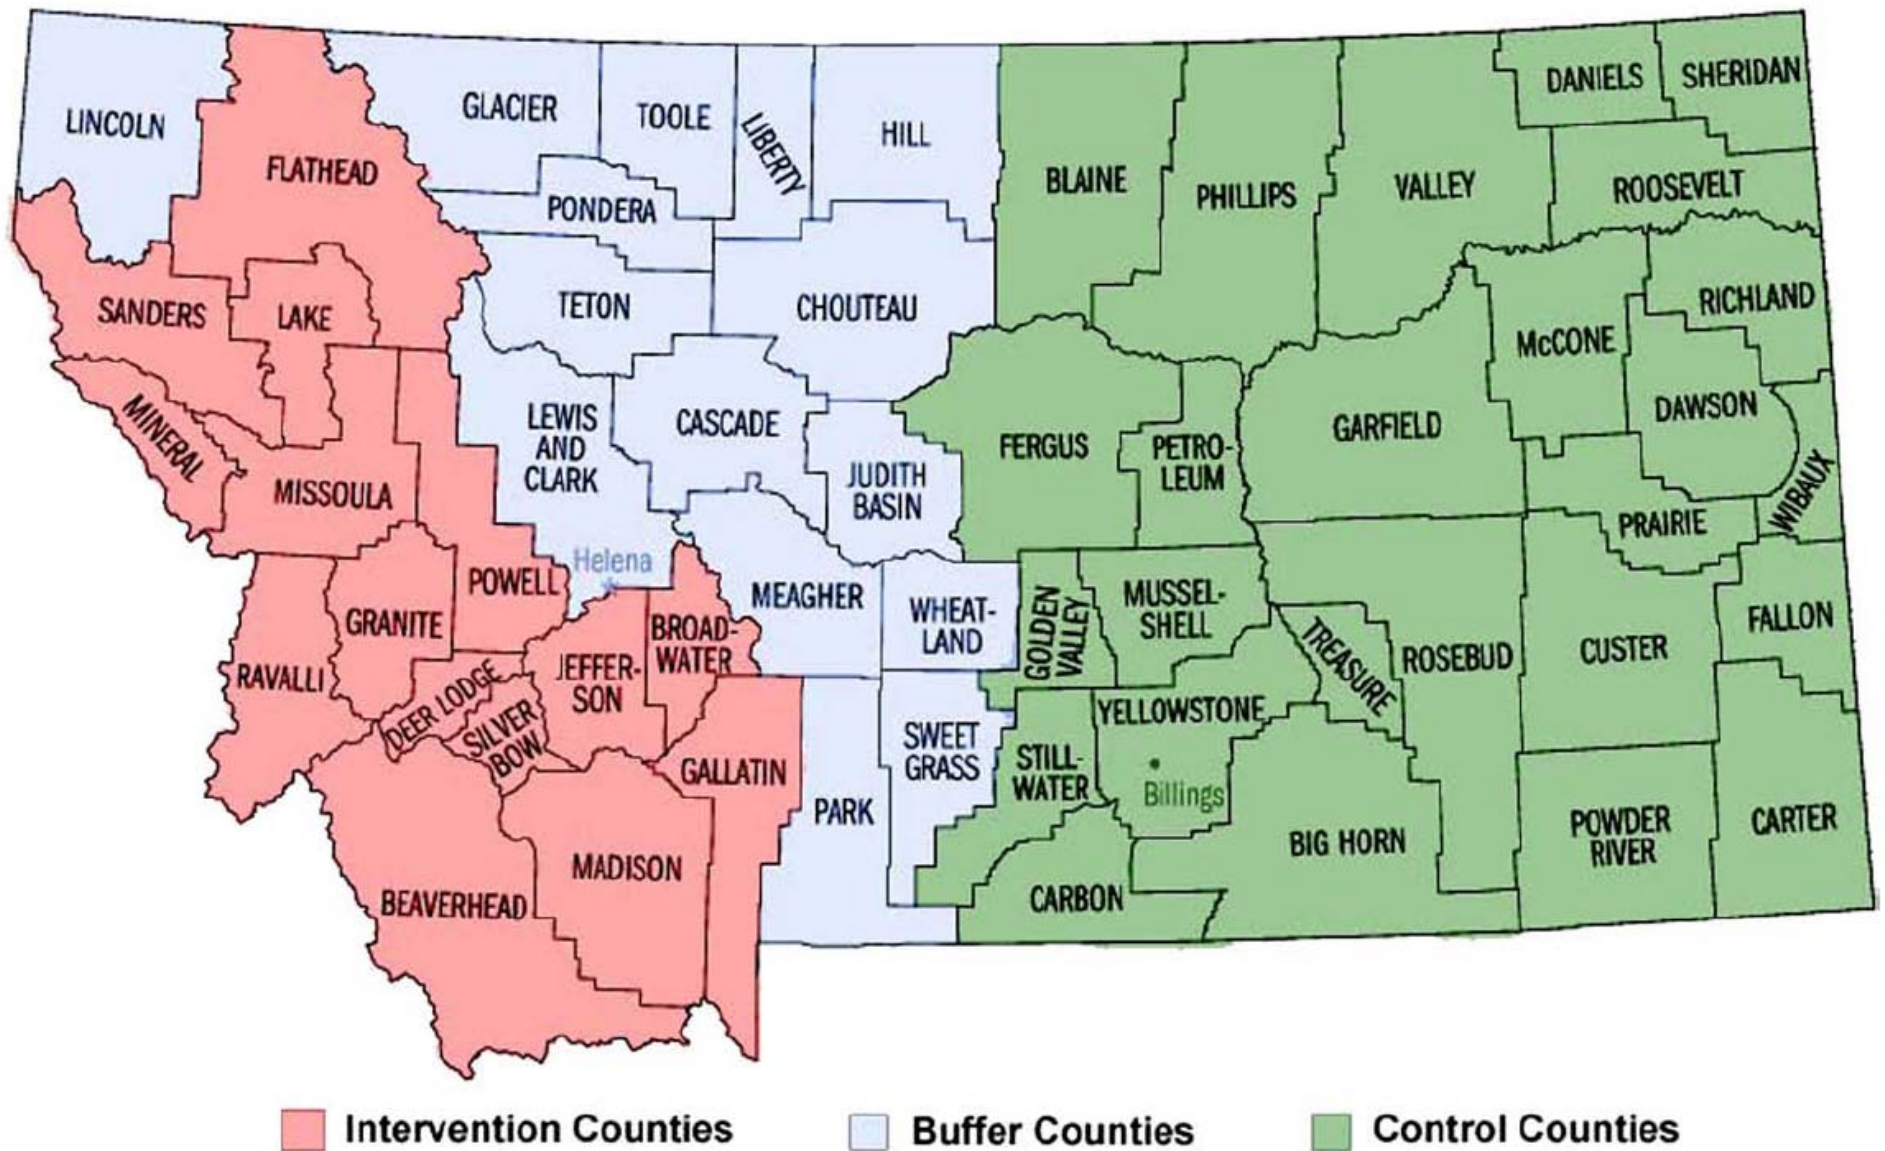 LINCOLN
FLATHEAD
GLACIER
TOOLE
LIBERTY
HILL
BLAINE
PHILLIPS
VALLEY
DANIELS
SHERIDAN
ROOSEVELT
PONDERA
SANDERS
LAKE
TETON
CHOUTEAU
McCONE
RICHLAND
MINERAL
MISSOULA
LEWIS
AND
CLARK
CASCADE
JUDITH
BASIN
FERGUS
PETRO-
LEUM
GARFIELD
DAWSON
PRAIRIE
WIBAUX
Helena
POWELL
GRANITE
RAVALLI
DEER LODGE
SILVER
BOW
JEFFER-
SON
BROAD-
WATER
MEAGHER
WHEAT-
LAND
GOLDEN
VALLEY
MUSSEL-
SHELL
TREASURE
ROSEBUD
CUSTER
FALLON
GALLATIN
PARK
SWEET
GRASS
STILL-
WATER
YELLOWSTONE
Billings
BEAVERHEAD
MADISON
CARBON
BIG HORN
POWDER
RIVER
CARTER
Intervention Counties
Buffer Counties
Control Counties